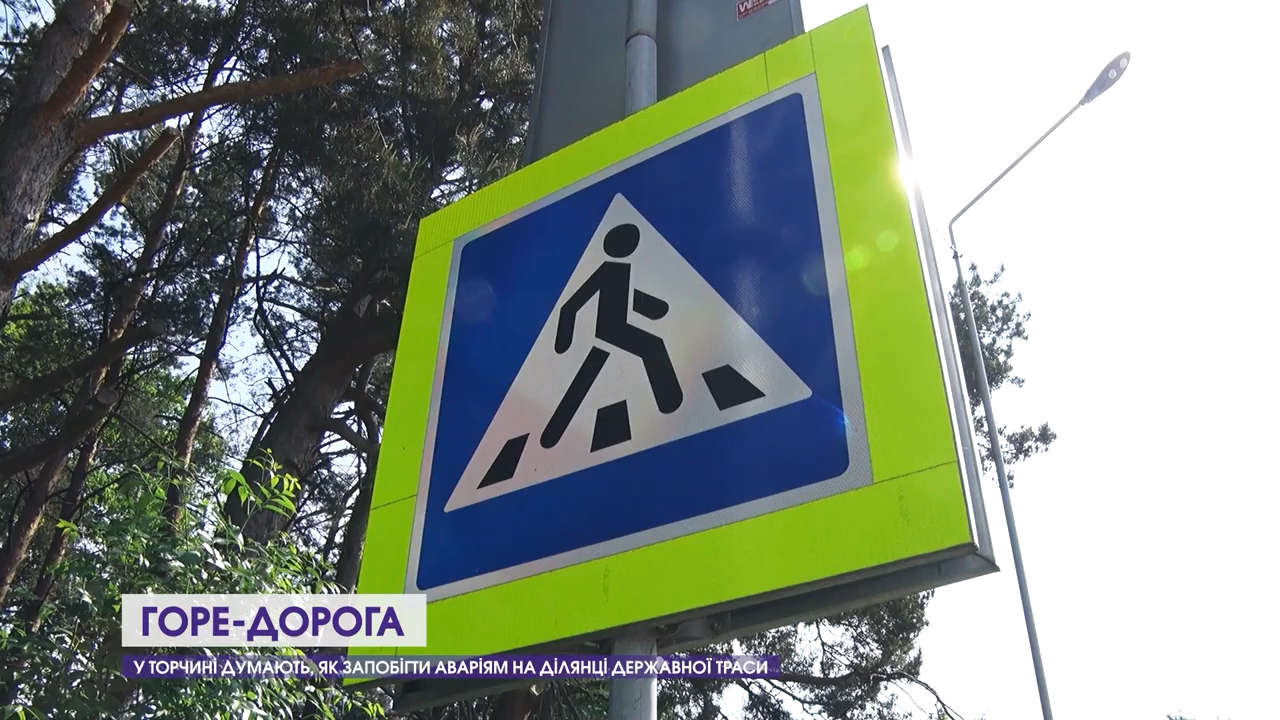 ГОРЕ-ДОРОГА
У ТОРЧИНІ ДУМАЮТЬ, ЯК ЗАПОБІГТИ АВАРІЯМ НА ДІЛЯНЦІ ДЕРЖАВНОЇ ТРАСИ